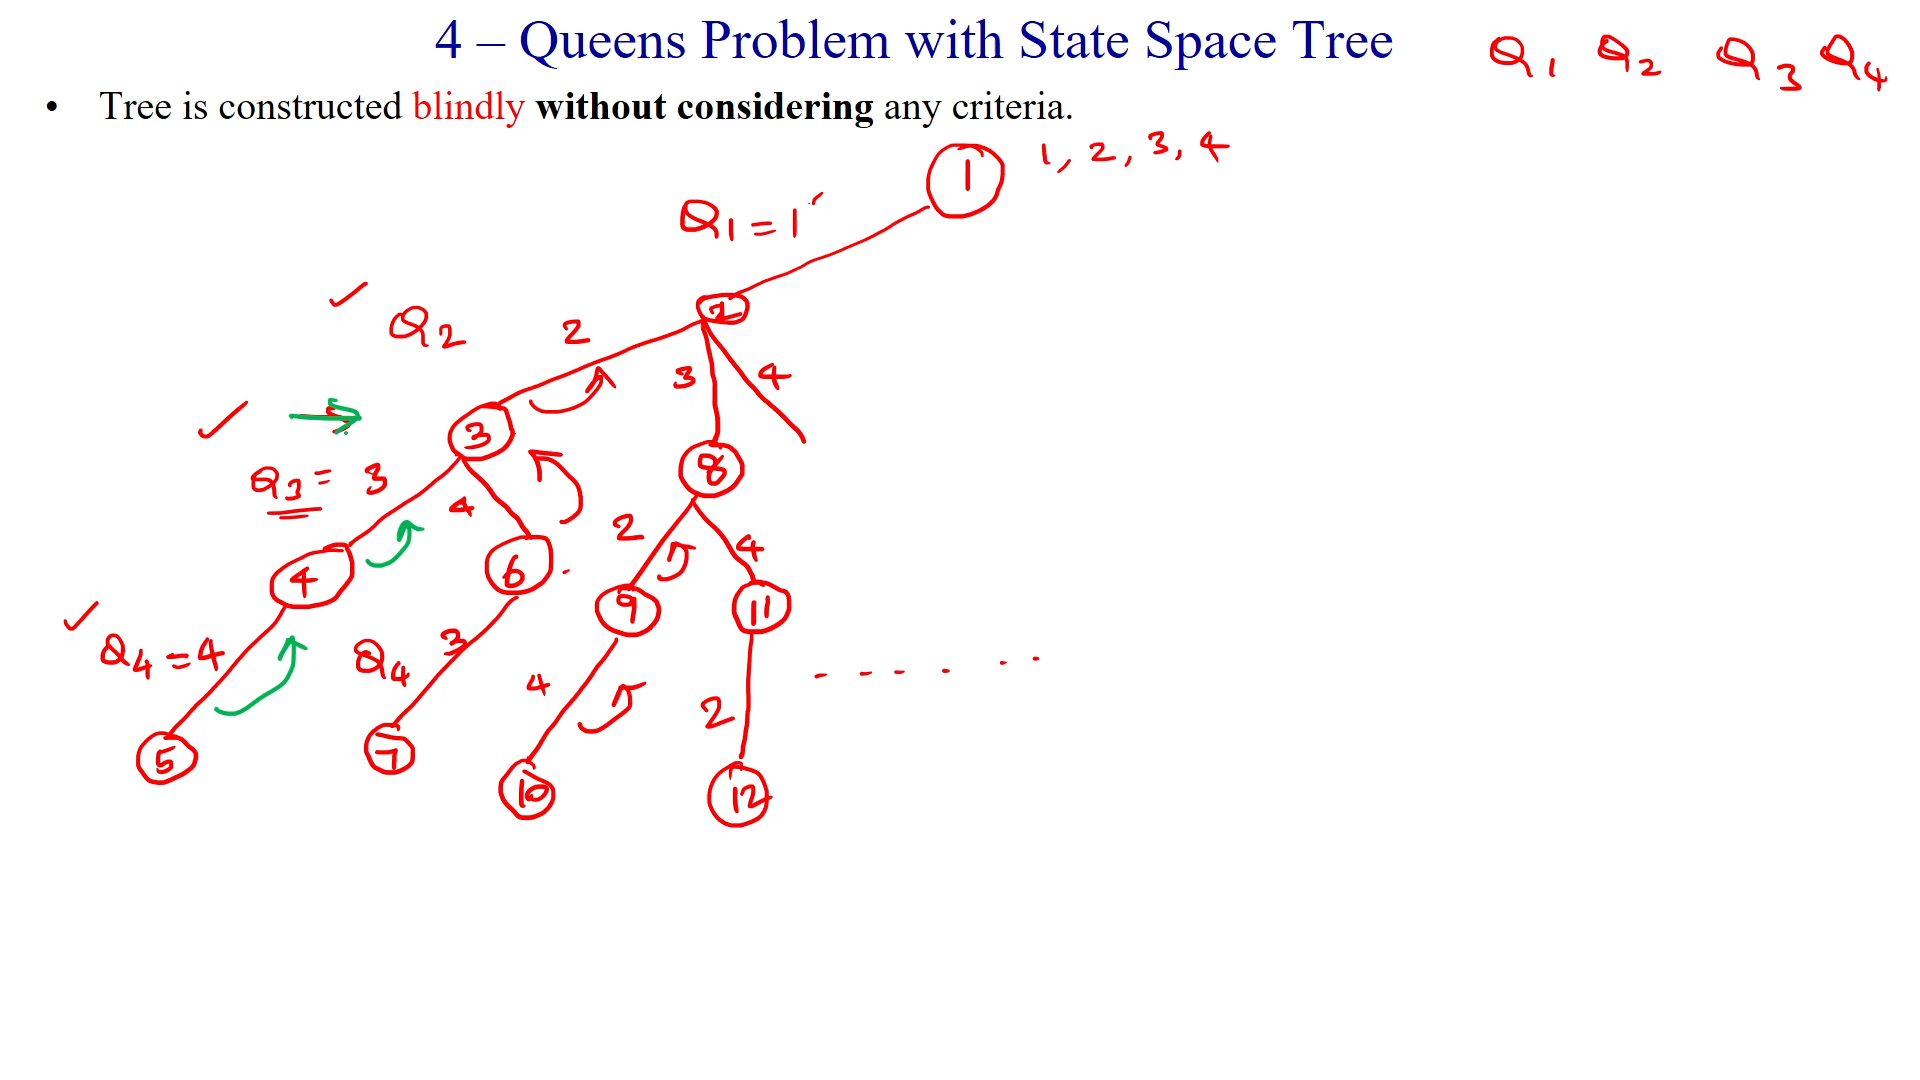 4 – Queens Problem with State Space Tree
Q1 Q2 Q3 Q4
• Tree is constructed blindly without considering any criteria.
1 1, 2, 3, 4
Q1 = 1
2
Q2 2 3 4
3
8
Q3 = 3 4
2 4
4 6
9 11
Q4 = 4 Q4 3
4 2
5 7
10 12